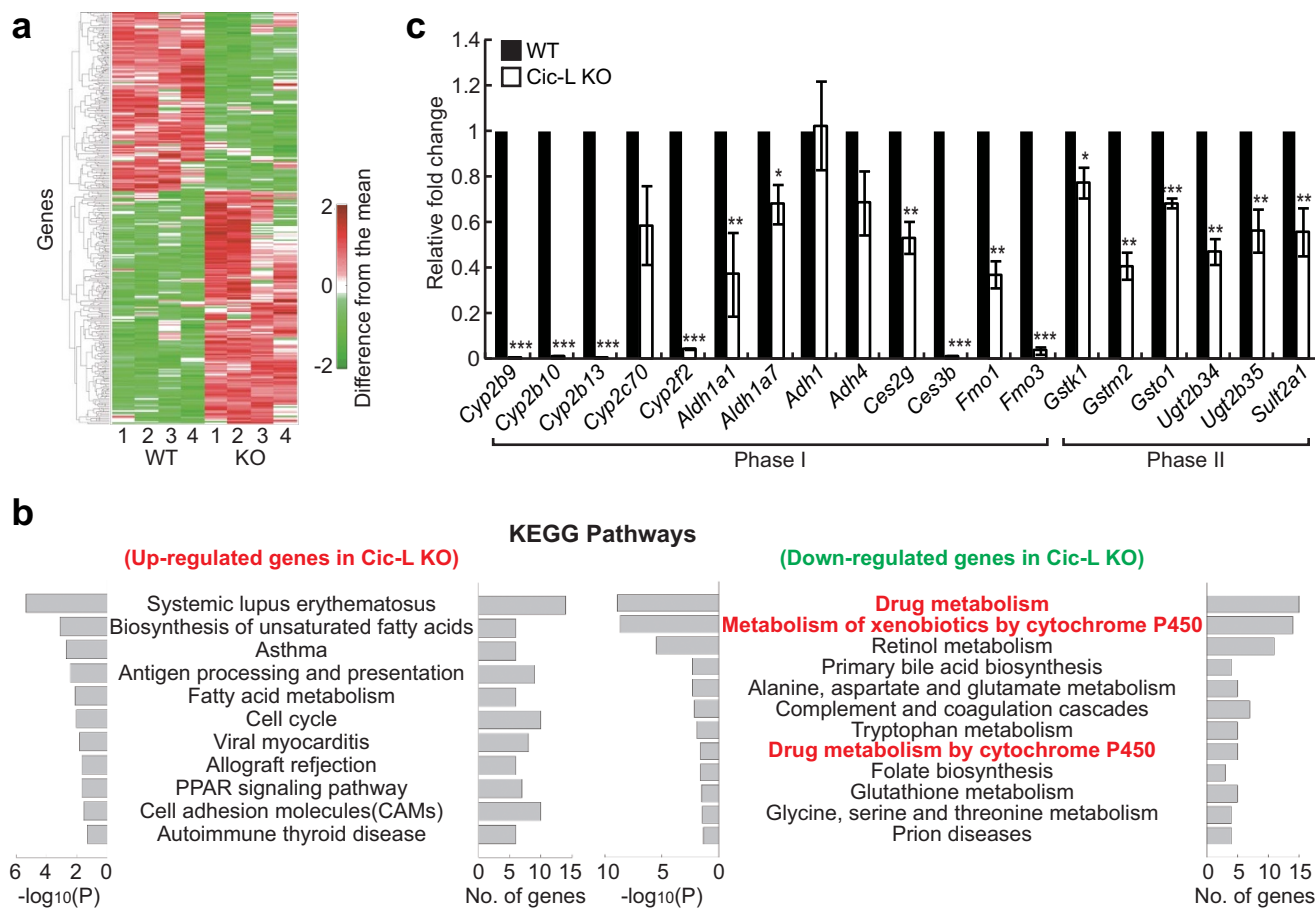 a
Genes
1 2 3 4 1 2 3 4
WT KO
2
0
-2
Difference from the mean
c
1.4
1.2
1
0.8
0.6
0.4
0.2
0
Relative fold change
WT
Cic-L KO
*** *** *** *** ** * ** *** ** *** * ** *** ** ** **
Cyp2b9 Cyp2b10 Cyp2b13 Cyp2c70 Cyp2f2 Aldh1a1 Aldh1a7 Adh1 Adh4 Ces2g Ces3b Fmo1 Fmo3 Gstk1 Gstm2 Gsto1 Ugt2b34 Ugt2b35 Sult2a1
Phase I Phase II
b
KEGG Pathways
(Up-regulated genes in Cic-L KO)
Systemic lupus erythematosus
Biosynthesis of unsaturated fatty acids
Asthma
Antigen processing and presentation
Fatty acid metabolism
Cell cycle
Viral myocarditis
Allograft refjection
PPAR signaling pathway
Cell adhesion molecules(CAMs)
Autoimmune thyroid disease
6 4 2 0
-log10(P)
0 5 10 15
No. of genes
(Down-regulated genes in Cic-L KO)
Drug metabolism
Metabolism of xenobiotics by cytochrome P450
Retinol metabolism
Primary bile acid biosynthesis
Alanine, aspartate and glutamate metabolism
Complement and coagulation cascades
Tryptophan metabolism
Drug metabolism by cytochrome P450
Folate biosynthesis
Glutathione metabolism
Glycine, serine and threonine metabolism
Prion diseases
10 5 0
-log10(P)
0 5 10 15
No. of genes